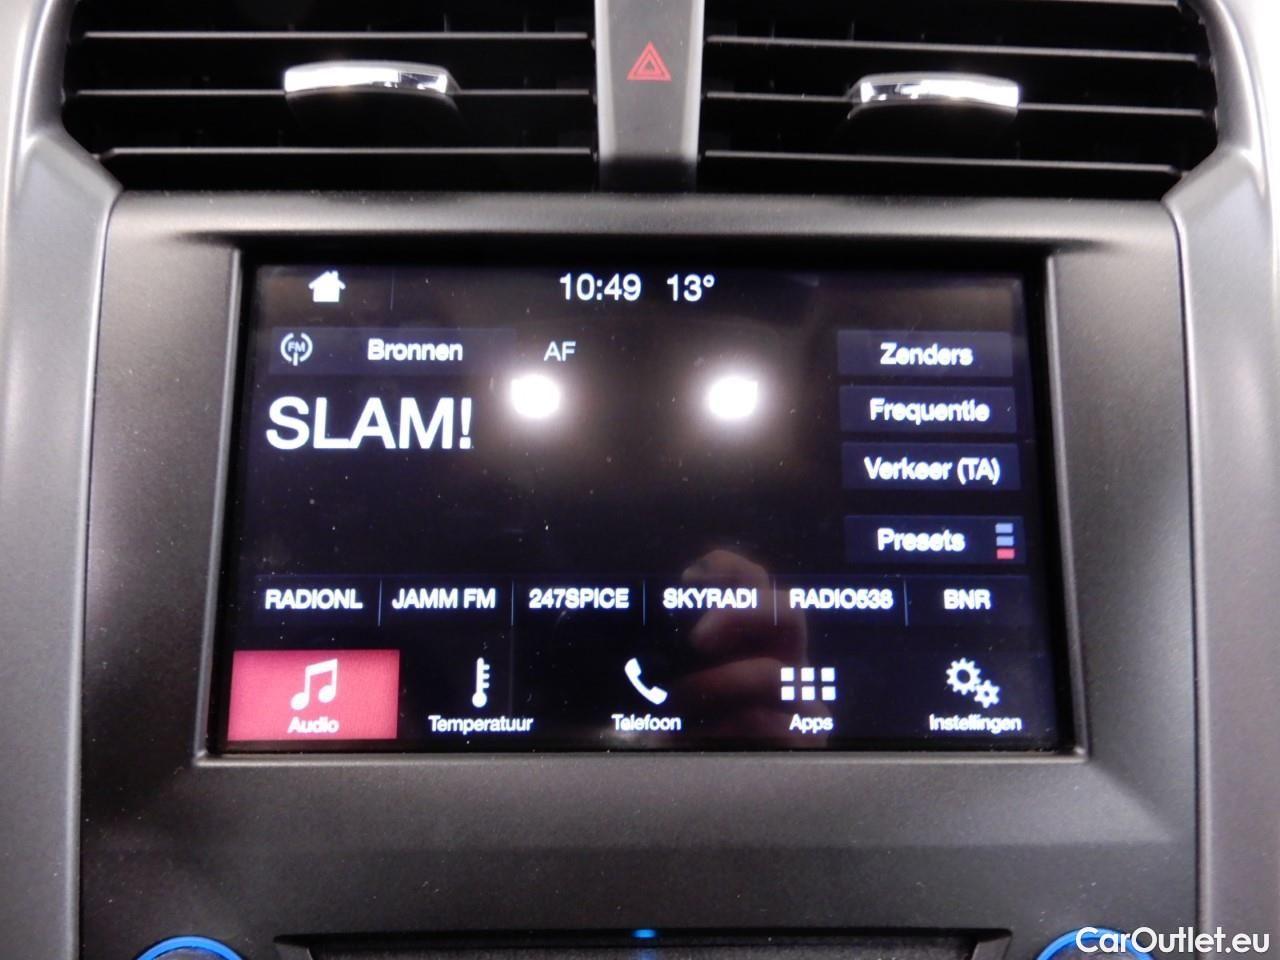 10:49 13°
FM Bronnen AF
Zenders
SLAM!
Frequentie
Verkeer (TA)
Presets
RADIONL JAMM FM 247SPICE SKYRADI RADIO538 BNR
Audio Temperatuur Telefoon Apps Instellingen
CarOutlet.eu